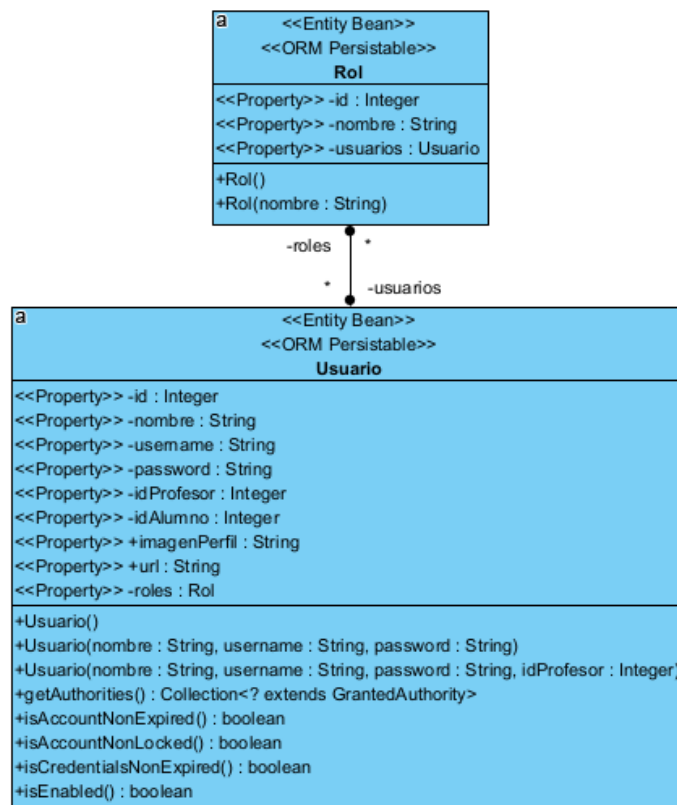 a
<<Entity Bean>>
<<ORM Persistable>>
Rol
<<Property>> -id : Integer
<<Property>> -nombre : String
<<Property>> -usuarios : Usuario
+Rol()
+Rol(nombre : String)
-roles *
* -usuarios
a
<<Entity Bean>>
<<ORM Persistable>>
Usuario
<<Property>> -id : Integer
<<Property>> -nombre : String
<<Property>> -username : String
<<Property>> -password : String
<<Property>> -idProfesor : Integer
<<Property>> -idAlumno : Integer
<<Property>> +imagenPerfil : String
<<Property>> +url : String
<<Property>> -roles : Rol
+Usuario()
+Usuario(nombre : String, username : String, password : String)
+Usuario(nombre : String, username : String, password : String, idProfesor : Integer)
+getAuthorities() : Collection<? extends GrantedAuthority>
+isAccountNonExpired() : boolean
+isAccountNonLocked() : boolean
+isCredentialsNonExpired() : boolean
+isEnabled() : boolean